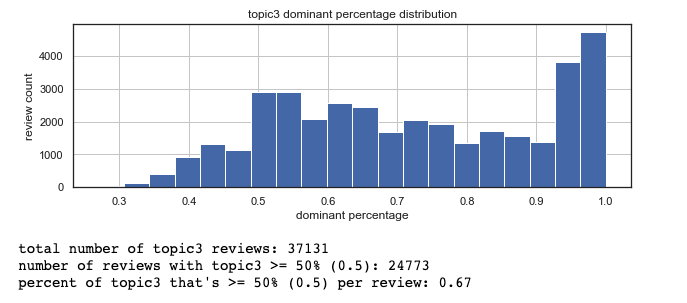 topic3 dominant percentage distribution
review count
4000
3000
2000
1000
0
0.3 0.4 0.5 0.6 0.7 0.8 0.9 1.0
dominant percentage
total number of topic3 reviews: 37131
number of reviews with topic3 >= 50% (0.5): 24773
percent of topic3 that's >= 50% (0.5) per review: 0.67